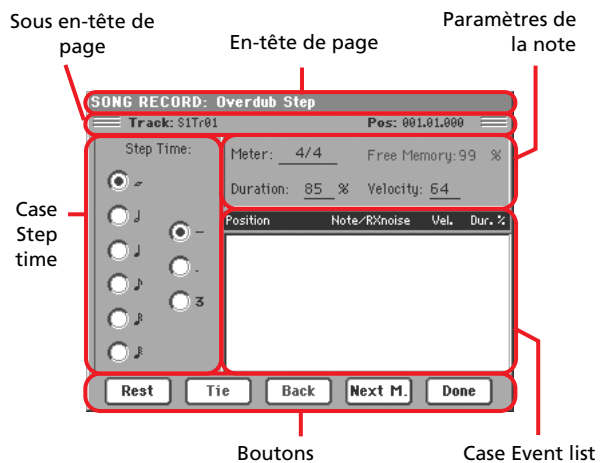 Sous en-tête de
page
En-tête de page
Paramètres de
la note
SONG RECORD: Overdub Step
Track: S1Tr01 Pos: 001.01.000
Step Time:
Meter: 4/4 Free Memory: 99 %
Duration: 85 % Velocity: 64
Case
Step
time
Position Note/RXnoise Vel. Dur. %
3
Rest Tie Back Next M. Done
Boutons
Case Event list